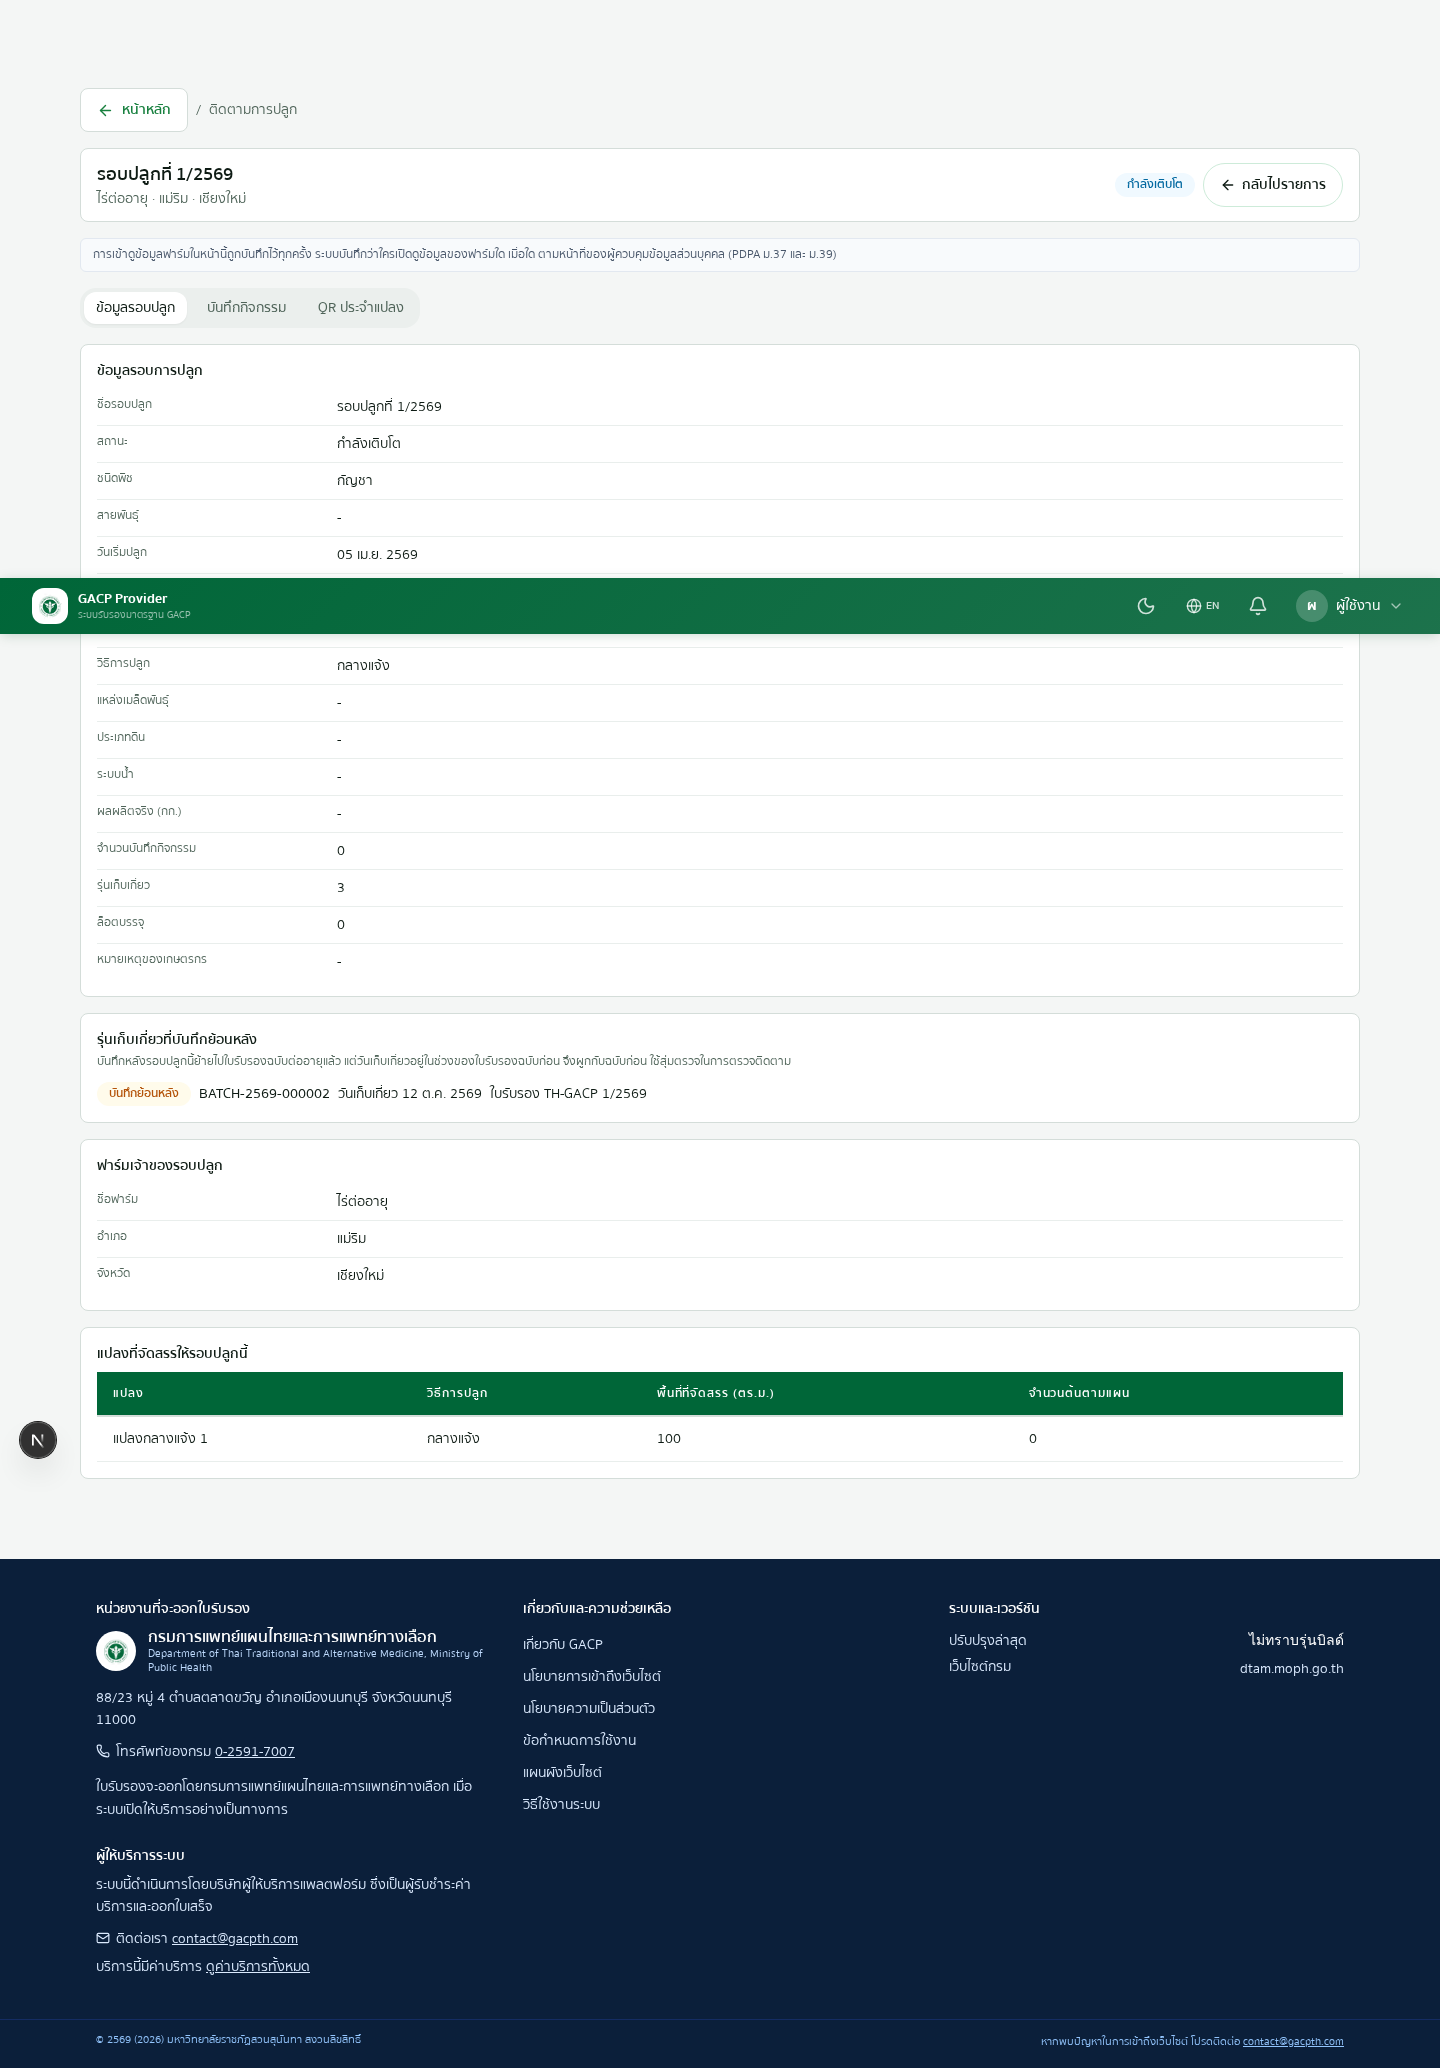 หน้าหลัก / ติดตามการปลูก
รอบปลูกที่ 1/2569
ไร่ต่ออายุ · แม่ริม · เชียงใหม่
กำลังเติบโต
กลับไปรายการ
การเข้าดูข้อมูลฟาร์มในหน้านี้ถูกบันทึกไว้ทุกครั้ง ระบบบันทึกว่าใครเปิดดูข้อมูลของฟาร์มใด เมื่อใด ตามหน้าที่ของผู้ควบคุมข้อมูลส่วนบุคคล (PDPA ม.37 และ ม.39)
ข้อมูลรอบปลูก บันทึกกิจกรรม QR ประจำแปลง
ข้อมูลรอบการปลูก
ชื่อรอบปลูก รอบปลูกที่ 1/2569
สถานะ กำลังเติบโต
ชนิดพืช กัญชา
สายพันธุ์ -
วันเริ่มปลูก 05 เม.ย. 2569
GACP Provider
ระบบรับรองมาตรฐาน GACP
EN
ผ ผู้ใช้งาน
วิธีการปลูก กลางแจ้ง
แหล่งเมล็ดพันธุ์ -
ประเภทดิน -
ระบบน้ำ -
ผลผลิตจริง (กก.) -
จำนวนบันทึกกิจกรรม 0
รุ่นเก็บเกี่ยว 3
ล็อตบรรจุ 0
หมายเหตุของเกษตรกร -
รุ่นเก็บเกี่ยวที่บันทึกย้อนหลัง
บันทึกหลังรอบปลูกนี้ย้ายไปใบรับรองฉบับต่ออายุแล้ว แต่วันเก็บเกี่ยวอยู่ในช่วงของใบรับรองฉบับก่อน จึงผูกกับฉบับก่อน ใช้สุ่มตรวจในการตรวจติดตาม
บันทึกย้อนหลัง BATCH-2569-000002 วันเก็บเกี่ยว 12 ต.ค. 2569 ใบรับรอง TH-GACP 1/2569
ฟาร์มเจ้าของรอบปลูก
ชื่อฟาร์ม ไร่ต่ออายุ
อำเภอ แม่ริม
จังหวัด เชียงใหม่
แปลงที่จัดสรรให้รอบปลูกนี้
แปลง วิธีการปลูก พื้นที่ที่จัดสรร (ตร.ม.) จำนวนต้นตามแผน
แปลงกลางแจ้ง 1 กลางแจ้ง 100 0
หน่วยงานที่จะออกใบรับรอง
กรมการแพทย์แผนไทยและการแพทย์ทางเลือก
Department of Thai Traditional and Alternative Medicine, Ministry of
Public Health
88/23 หมู่ 4 ตำบลตลาดขวัญ อำเภอเมืองนนทบุรี จังหวัดนนทบุรี
11000
โทรศัพท์ของกรม 0-2591-7007
ใบรับรองจะออกโดยกรมการแพทย์แผนไทยและการแพทย์ทางเลือก เมื่อ
ระบบเปิดให้บริการอย่างเป็นทางการ
ผู้ให้บริการระบบ
ระบบนี้ดำเนินการโดยบริษัทผู้ให้บริการแพลตฟอร์ม ซึ่งเป็นผู้รับชำระค่า
บริการและออกใบเสร็จ
ติดต่อเรา contact@gacpth.com
บริการนี้มีค่าบริการ ดูค่าบริการทั้งหมด
เกี่ยวกับและความช่วยเหลือ
เกี่ยวกับ GACP
นโยบายการเข้าถึงเว็บไซต์
นโยบายความเป็นส่วนตัว
ข้อกำหนดการใช้งาน
แผนผังเว็บไซต์
วิธีใช้งานระบบ
ระบบและเวอร์ชัน
ปรับปรุงล่าสุด ไม่ทราบรุ่นบิลด์
เว็บไซต์กรม dtam.moph.go.th
© 2569 (2026) มหาวิทยาลัยราชภัฏสวนสุนันทา สงวนลิขสิทธิ์
หากพบปัญหาในการเข้าถึงเว็บไซต์ โปรดติดต่อ contact@gacpth.com